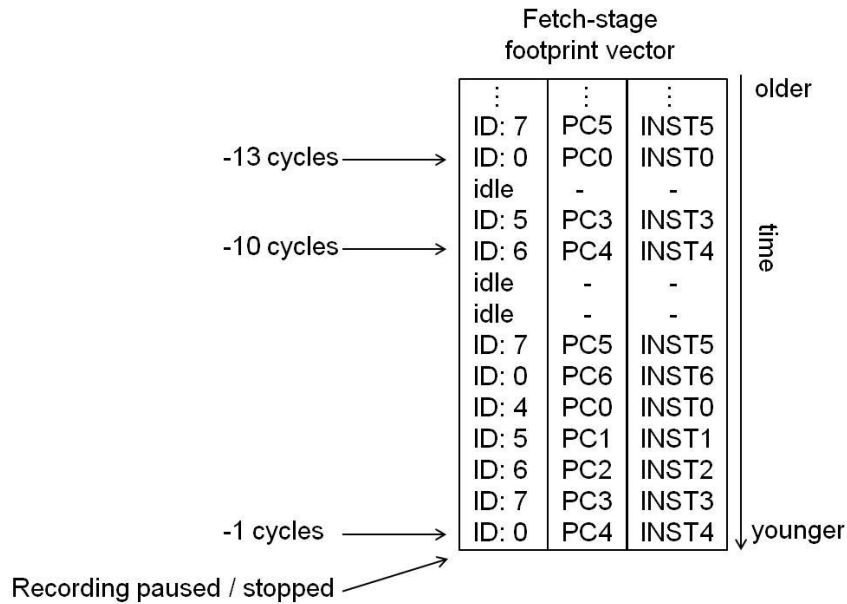 Fetch-stage
footprint vector
older
⋮ ⋮ ⋮
ID: 7 PC5 INST5
-13 cycles ID: 0 PC0 INST0
idle - -
ID: 5 PC3 INST3
-10 cycles ID: 6 PC4 INST4
time
idle - -
idle - -
ID: 7 PC5 INST5
ID: 0 PC6 INST6
ID: 4 PC0 INST0
ID: 5 PC1 INST1
ID: 6 PC2 INST2
ID: 7 PC3 INST3
-1 cycles ID: 0 PC4 INST4 younger
Recording paused / stopped